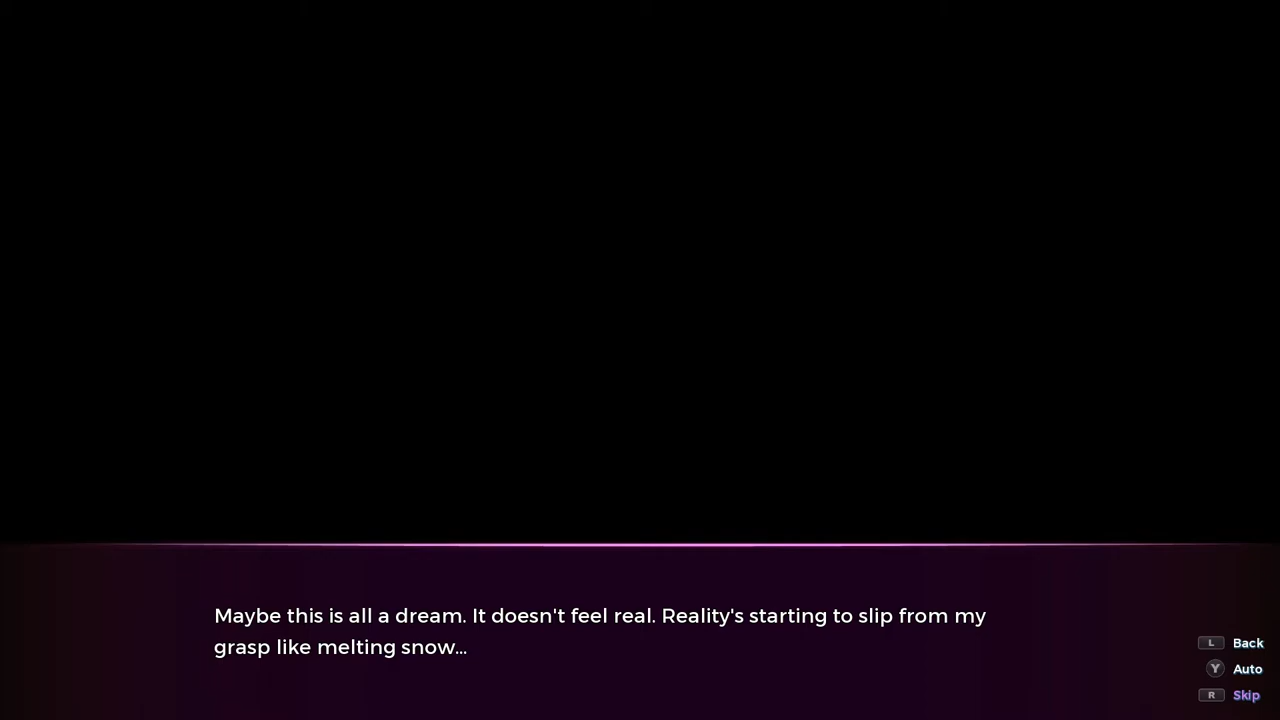 Maybe this is all a dream. It doesn't feel real. Reality's starting to slip from my
grasp like melting snow...
L Back
Y Auto
R Skip